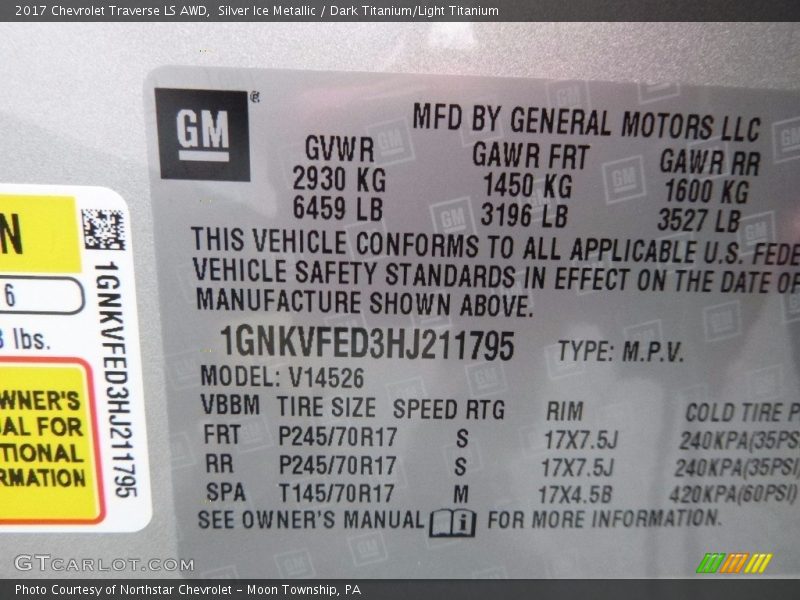 2017 Chevrolet Traverse LS AWD,  Silver Ice Metallic / Dark Titanium/Light Titanium
GM
®
MFD BY GENERAL MOTORS LLC
GVWR GAWR FRT GAWR RR
2930 KG 1450 KG 1600 KG
6459 LB 3196 LB 3527 LB
THIS VEHICLE CONFORMS TO ALL APPLICABLE U.S. FEDE
VEHICLE SAFETY STANDARDS IN EFFECT ON THE DATE OF
MANUFACTURE SHOWN ABOVE.
1GNKVFED3HJ211795 TYPE: M.P.V.
MODEL: V14526
VBBM TIRE SIZE SPEED RTG RIM COLD TIRE P
FRT P245/70R17 S 17X7.5J 240KPA(35PSI
RR P245/70R17 S 17X7.5J 240KPA(35PSI)
SPA T145/70R17 M 17X4.5B 420KPA(60PSI)
SEE OWNER'S MANUAL i FOR MORE INFORMATION.
N
6
lbs.
WNER'S
AL FOR
TIONAL
RMATION
1GNKVFED3HJ211795
GTCARLOT.COM
Photo Courtesy of Northstar Chevrolet - Moon Township, PA